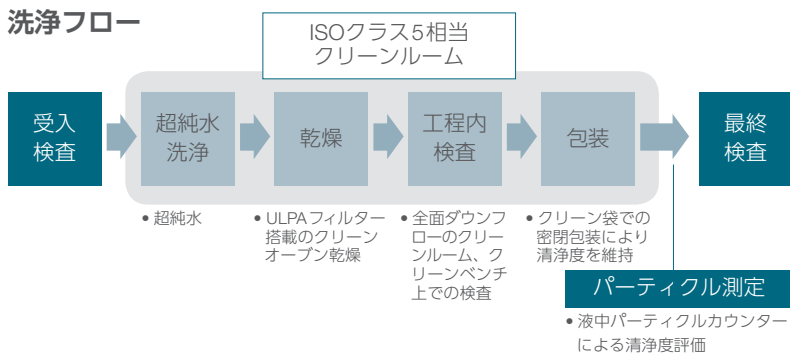 洗浄フロー
ISOクラス5相当
クリーンルーム
受入
検査
超純水
洗浄
乾燥
工程内
検査
包装
最終
検査
• 超純水
• ULPAフィルター
搭載のクリーン
オーブン乾燥
• 全面ダウンフ
ローのクリー
ンルーム、ク
リーンベンチ
上での検査
• クリーン袋での
密閉包装により
清浄度を維持
パーティクル測定
• 液中パーティクルカウンター
による清浄度評価